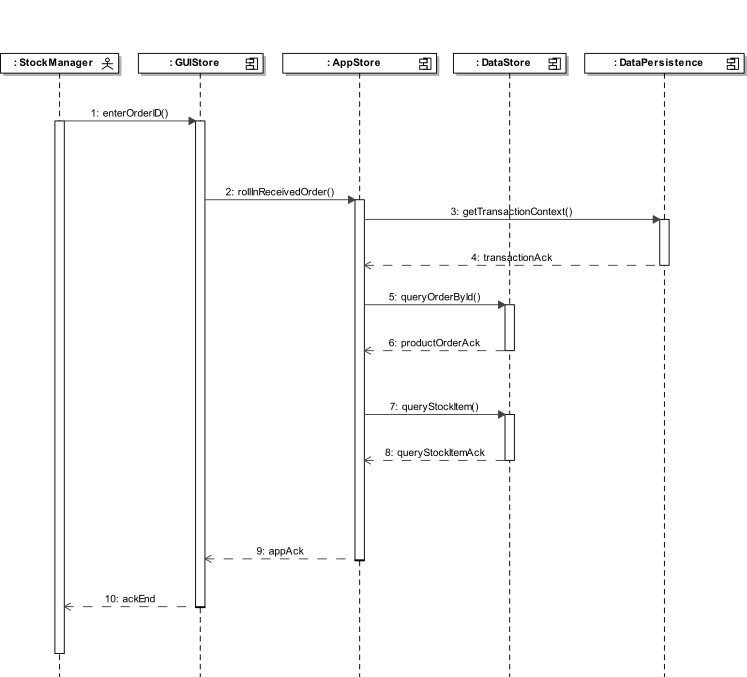 : StockManager
: GUIStore
: AppStore
: DataStore
: DataPersistence
1: enterOrderID()
2: rollInReceivedOrder()
3: getTransactionContext()
4: transactionAck
5: queryOrderById()
6: productOrderAck
7: queryStockItem()
8: queryStockItemAck
9: appAck
10: ackEnd